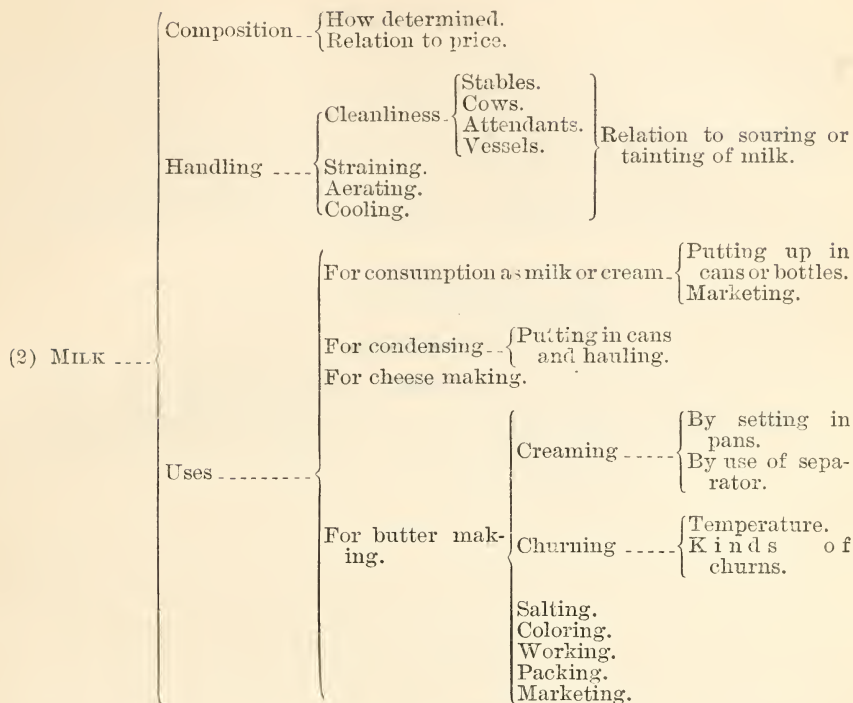 Composition {How determined.
Relation to price.
Handling {Cleanliness {Stables.
Cows.
Attendants.
Vessels.
Straining.
Aerating.
Cooling.
} Relation to souring or
tainting of milk.
(2) MILK {
Uses {For consumption as milk or cream {Putting up in
cans or bottles.
Marketing.
For condensing {Putting in cans
and hauling.
For cheese making.
For butter mak-
ing.
Creaming {By setting in
pans.
By use of sepa-
rator.
Churning {Temperature.
Kinds of
churns.
Salting.
Coloring.
Working.
Packing.
Marketing.